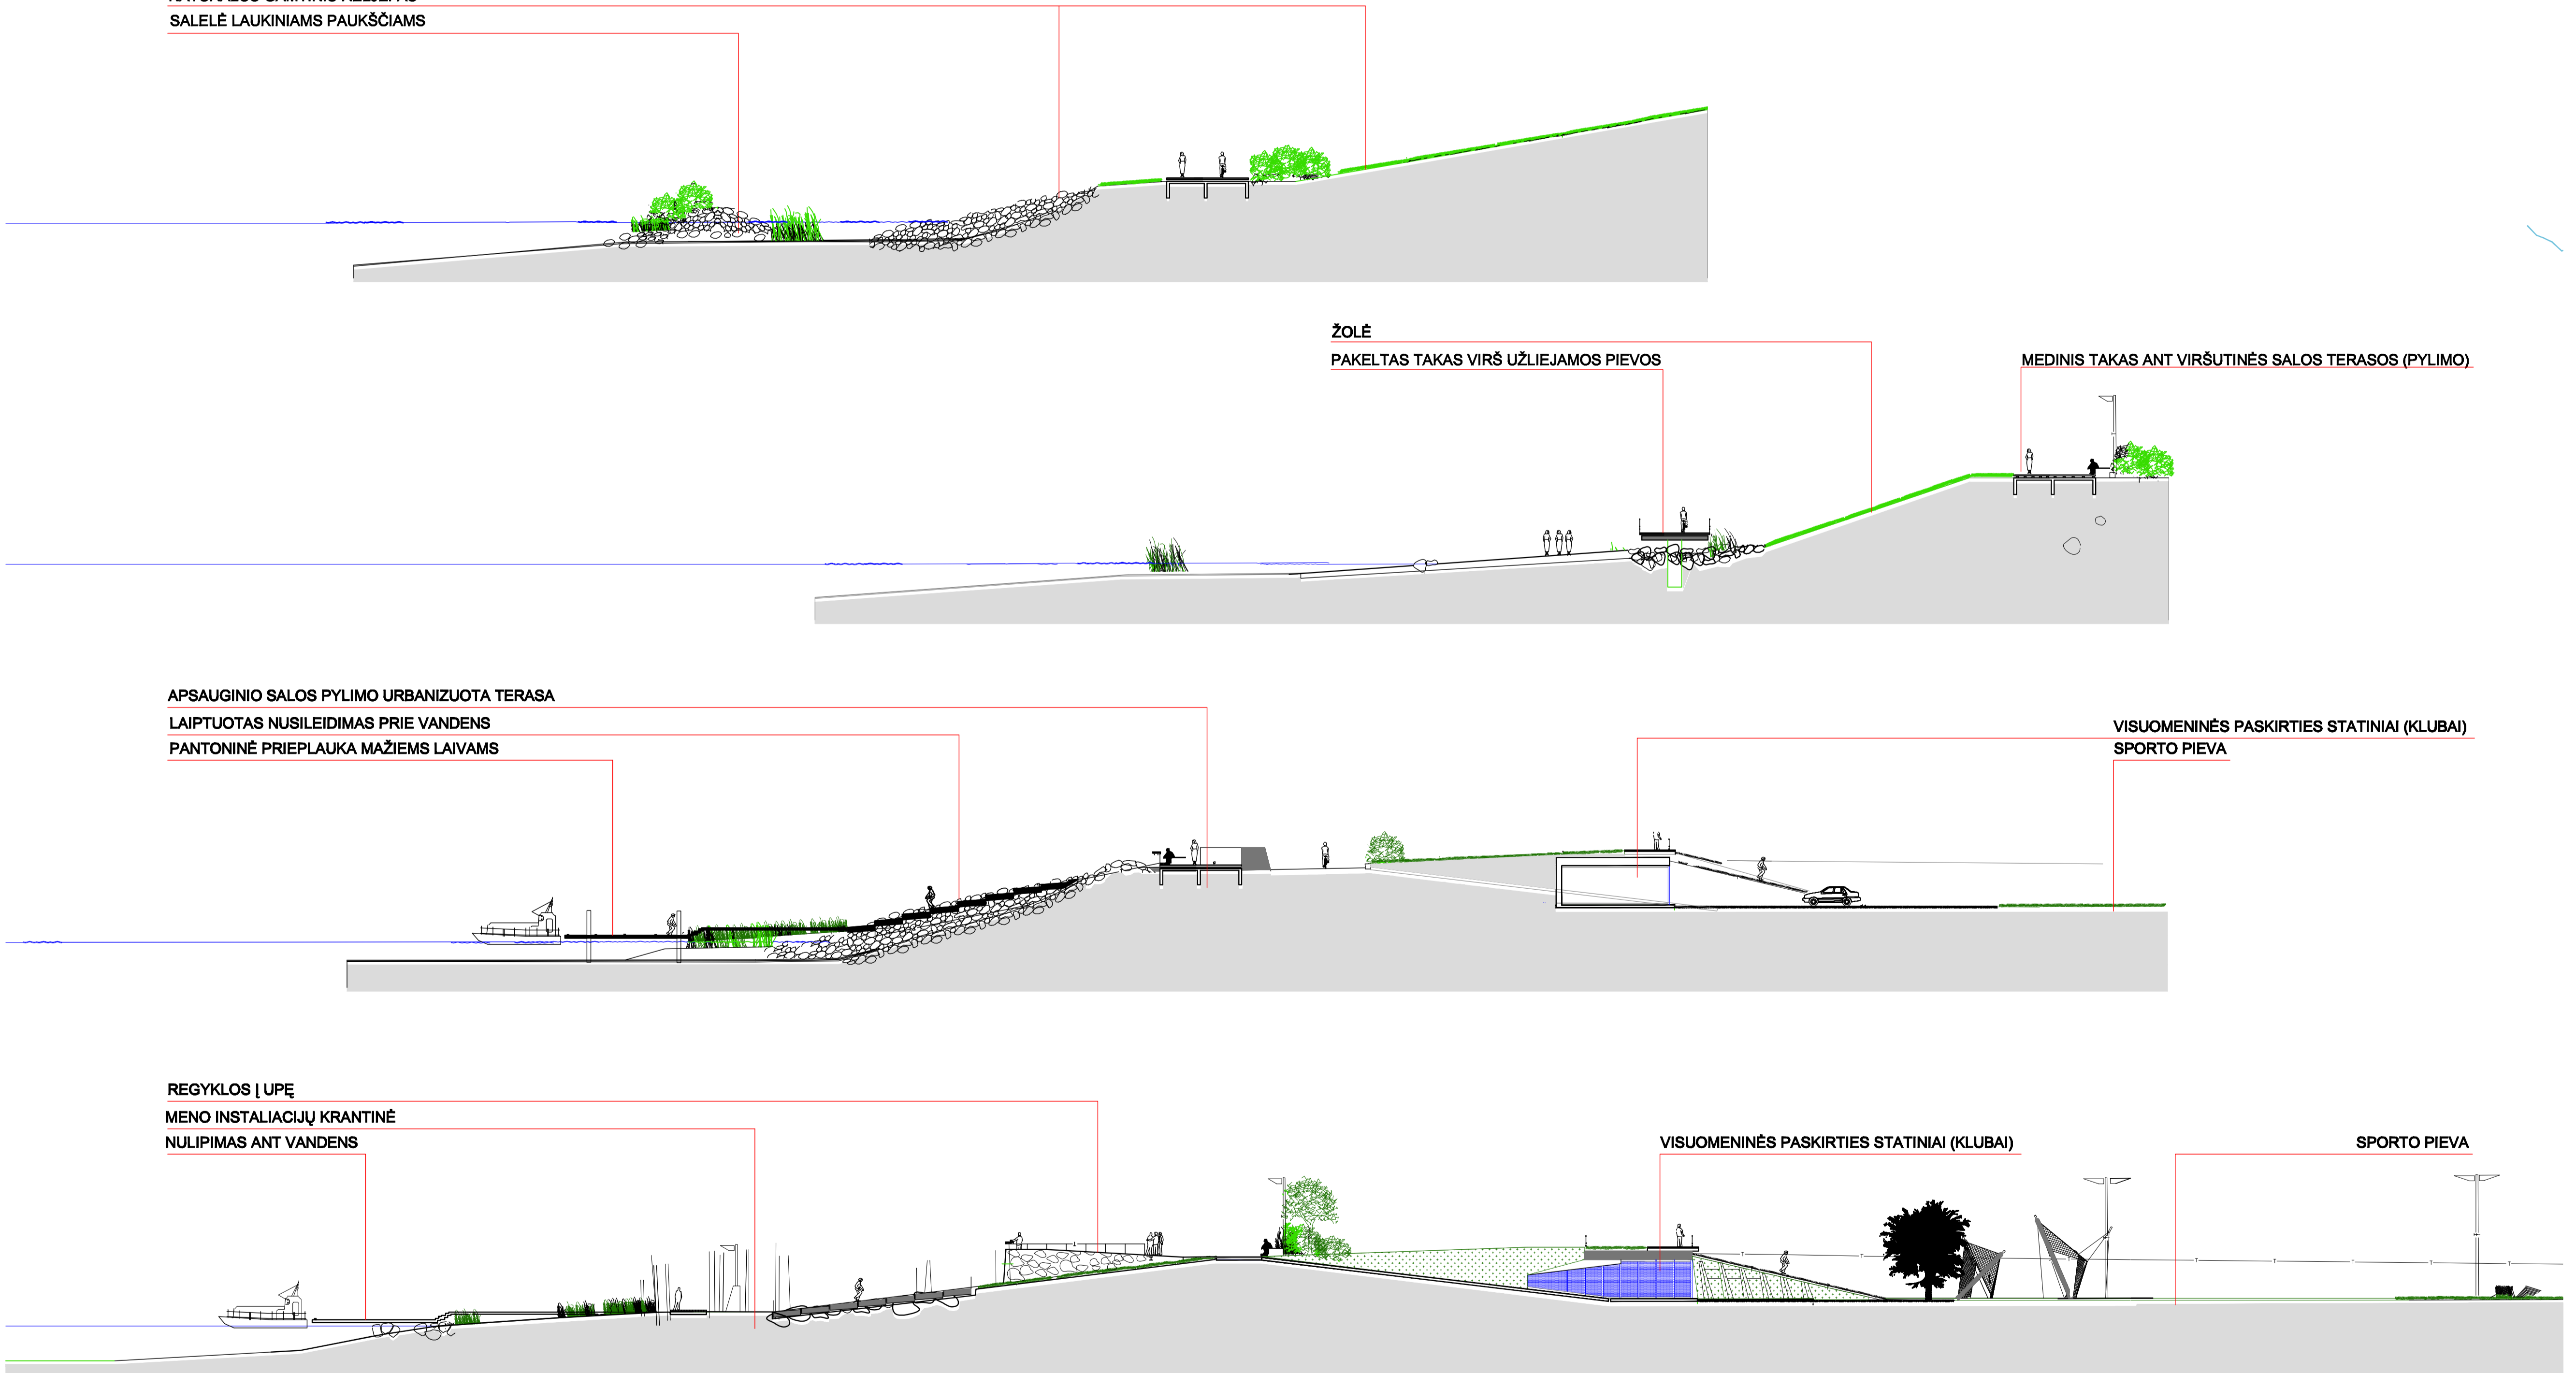 SALELĖ LAUKINIAMS PAUKŠČIAMS
ŽOLĖ
PAKELTAS TAKAS VIRŠ UŽLIEJAMOS PIEVOS
MEDINIS TAKAS ANT VIRŠUTINĖS SALOS TERASOS (PYLIMO)
APSAUGINIO SALOS PYLIMO URBANIZUOTA TERASA
LAIPTUOTAS NUSILEIDIMAS PRIE VANDENS
PANTONINĖ PRIEPLAUKA MAŽIEMS LAIVAMS
VISUOMENINĖS PASKIRTIES STATINIAI (KLUBAI)
SPORTO PIEVA
REGYKLOS Į UPĘ
MENO INSTALIACIJŲ KRANTINĖ
NULIPIMAS ANT VANDENS
VISUOMENINĖS PASKIRTIES STATINIAI (KLUBAI)
SPORTO PIEVA